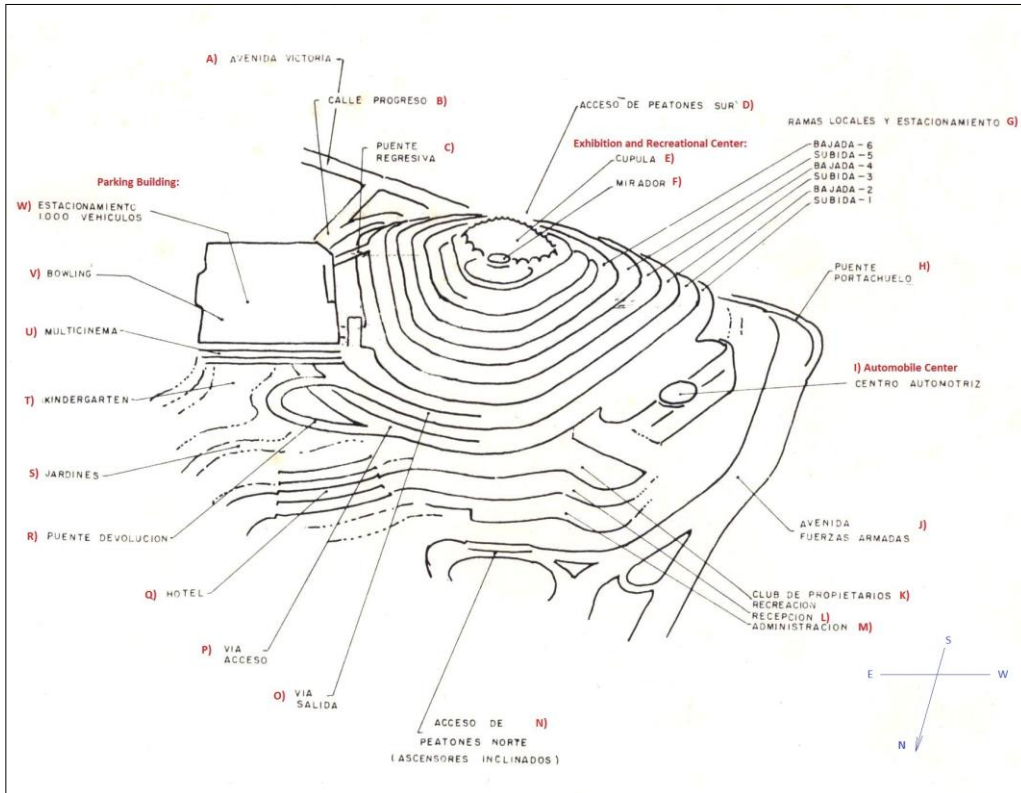 A) AVENIDA VICTORIA
CALLE PROGRESO B)
PUENTE C)
REGRESIVA
ACCESO DE PEATONES SUR D)
Exhibition and Recreational Center:
CUPULA E)
MIRADOR F)
RAMAS LOCALES Y ESTACIONAMIENTO G)
BAJADA-6
SUBIDA-5
BAJADA-4
SUBIDA-3
BAJADA-2
SUBIDA-1
Parking Building:
W) ESTACIONAMIENTO
1.000 VEHICULOS
V) BOWLING
U) MULTICINEMA
T) KINDERGARTEN
S) JARDINES
R) PUENTE DEVOLUCION
Q) HOTEL
P) VIA
ACCESO
O) VIA
SALIDA
ACCESO DE N)
PEATONES NORTE
(ASCENSORES INCLINADOS)
PUENTE H)
PORTACHUELO
I) Automobile Center
CENTRO AUTOMOTRIZ
AVENIDA J)
FUERZAS ARMADAS
CLUB DE PROPIETARIOS K)
RECREACION
RECEPCION L)
ADMINISTRACION M)
S
E W
N